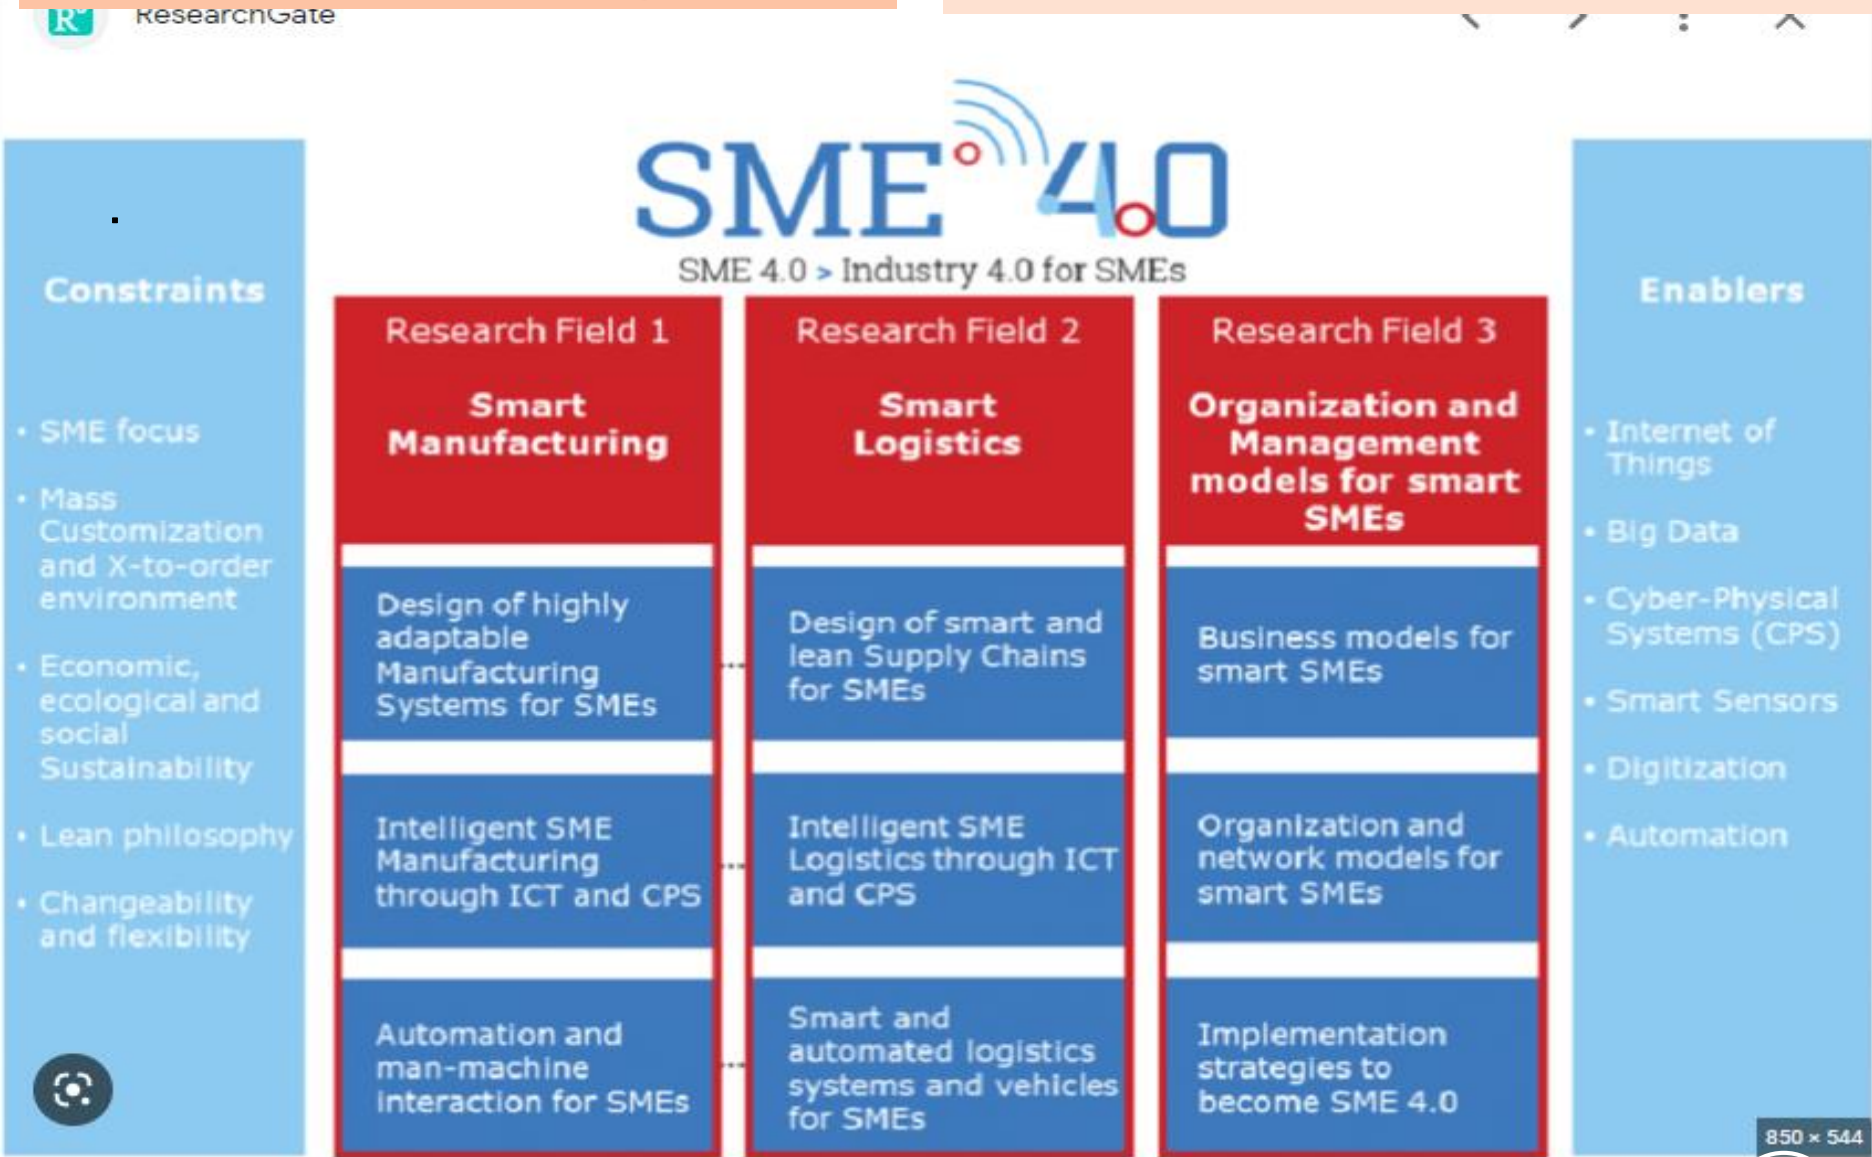 ResearchGate
SME 4.0
SME 4.0 > Industry 4.0 for SMEs
Constraints
• SME focus
• Mass
Customization
and X-to-order
environment
• Economic,
ecological and
social
Sustainability
• Lean philosophy
• Changeability
and flexibility
Research Field 1
Smart
Manufacturing
Design of highly
adaptable
Manufacturing
Systems for SMEs
Intelligent SME
Manufacturing
through ICT and CPS
Automation and
man-machine
interaction for SMEs
Research Field 2
Smart
Logistics
Design of smart and
lean Supply Chains
for SMEs
Intelligent SME
Logistics through ICT
and CPS
Smart and
automated logistics
systems and vehicles
for SMEs
Research Field 3
Organization and
Management
models for smart
SMEs
Business models for
smart SMEs
Organization and
network models for
smart SMEs
Implementation
strategies to
become SME 4.0
Enablers
• Internet of
Things
• Big Data
• Cyber-Physical
Systems (CPS)
• Smart Sensors
• Digitization
• Automation
850 × 544